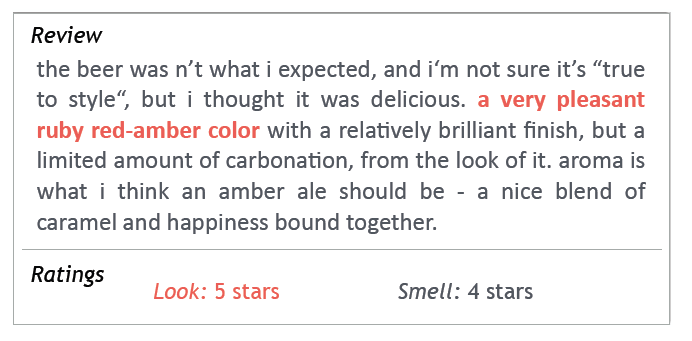 Review
the beer was n’t what i expected, and i‘m not sure it’s “true
to style“, but i thought it was delicious. a very pleasant
ruby red-amber color with a relatively brilliant finish, but a
limited amount of carbonation, from the look of it. aroma is
what i think an amber ale should be - a nice blend of
caramel and happiness bound together.
Ratings
Look: 5 stars Smell: 4 stars